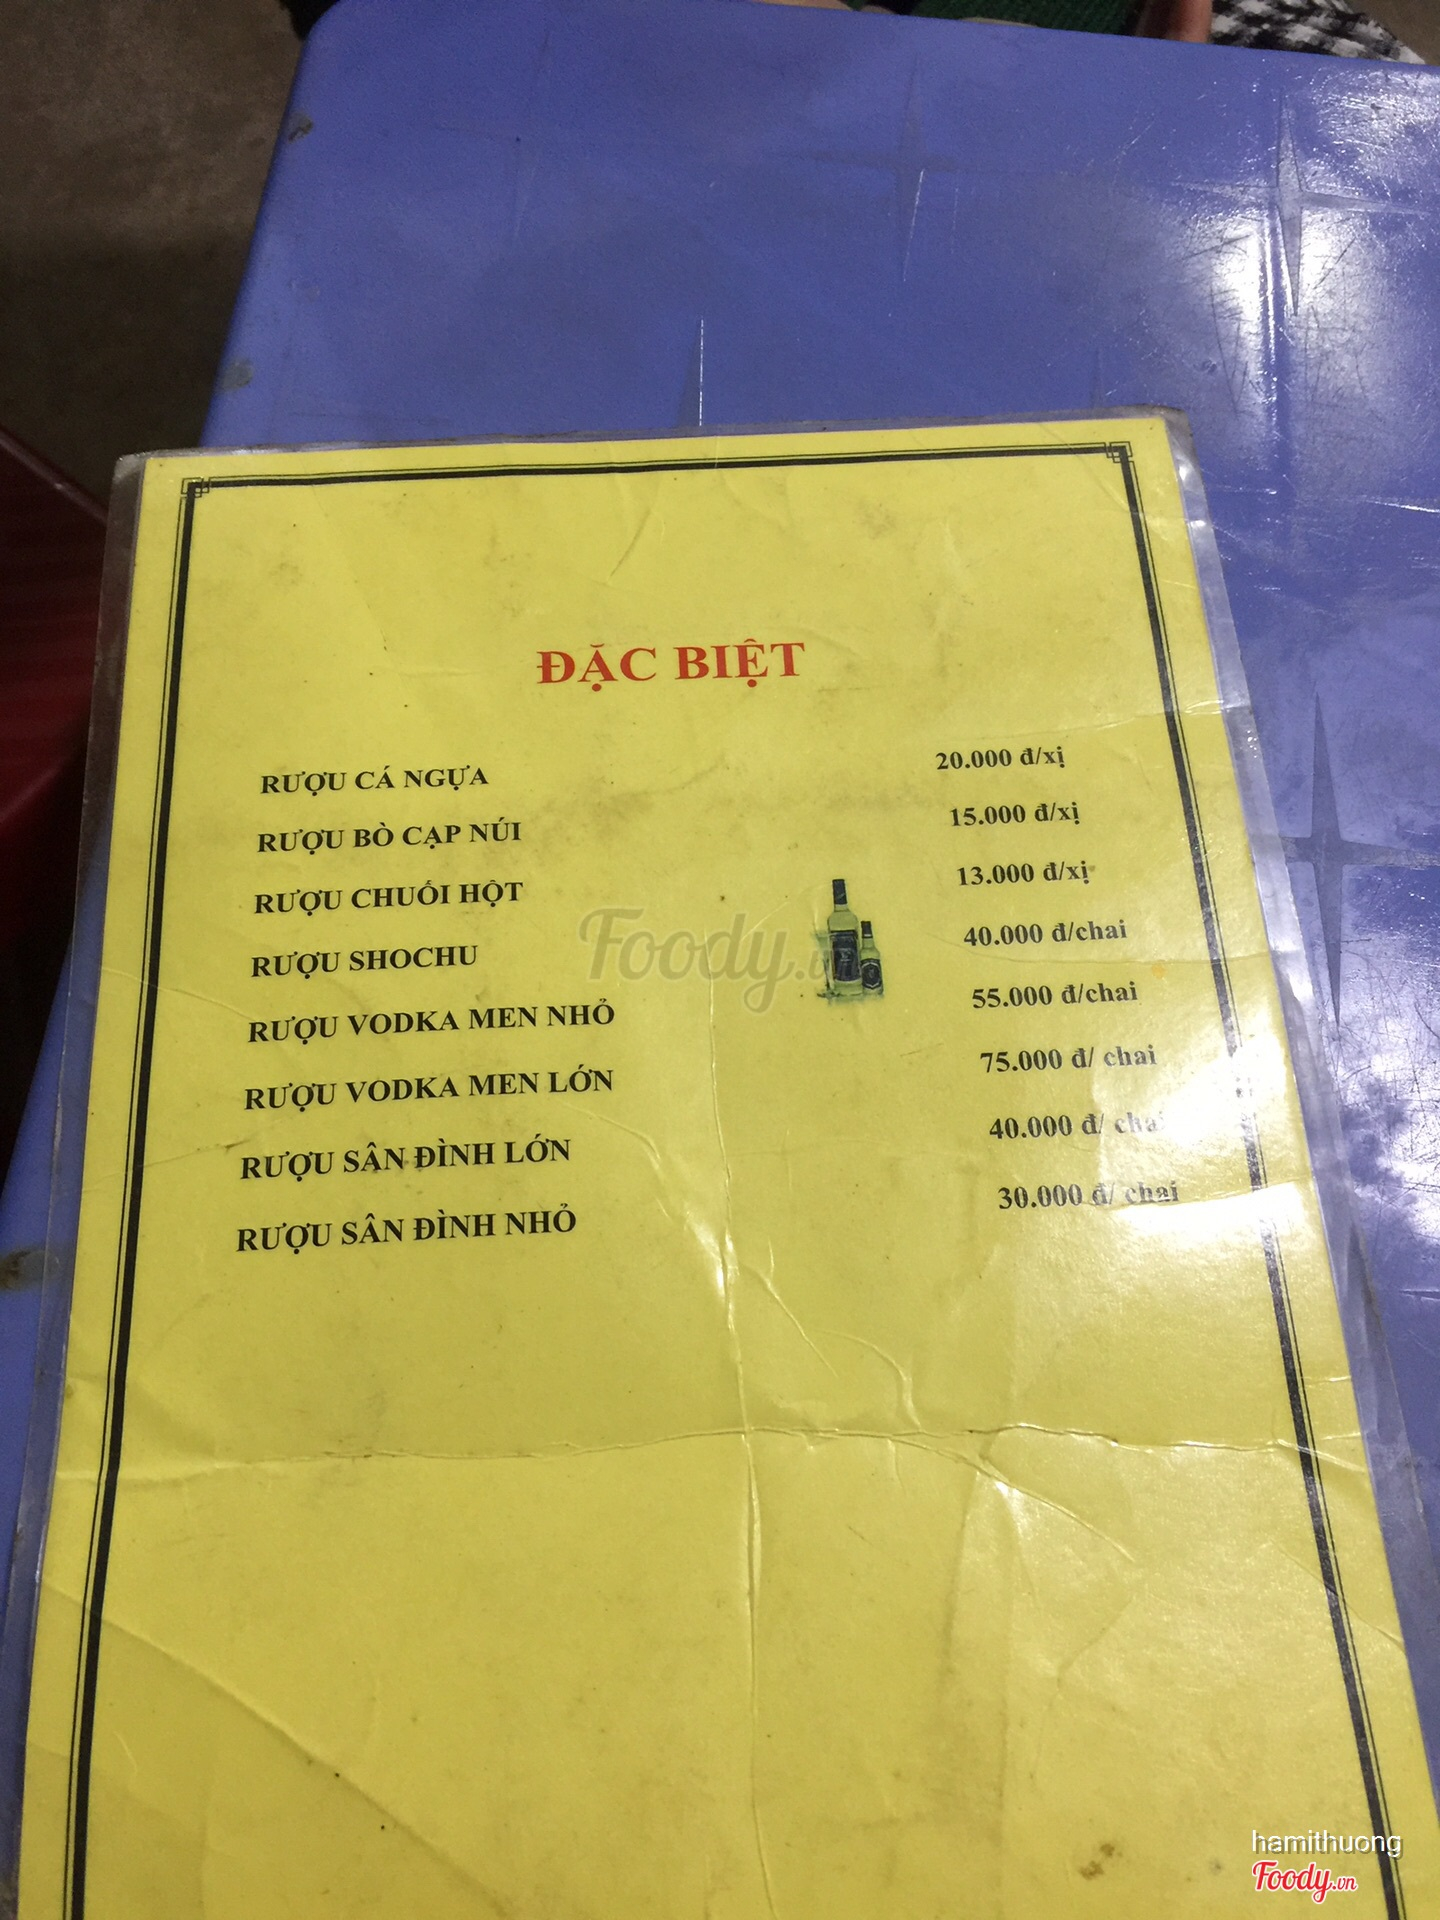 ĐẶC BIỆT
RƯỢU CÁ NGỰA 20.000 đ/xị
RƯỢU BÒ CẠP NÚI 15.000 đ/xị
RƯỢU CHUỐI HỘT 13.000 đ/xị
RƯỢU SHOCHU 40.000 đ/chai
RƯỢU VODKA MEN NHỎ 55.000 đ/chai
RƯỢU VODKA MEN LỚN 75.000 đ/ chai
RƯỢU SÂN ĐÌNH LỚN 40.000 đ/ chai
RƯỢU SÂN ĐÌNH NHỎ 30.000 đ/ chai
Foody.vn
hamithuong
Foody.vn